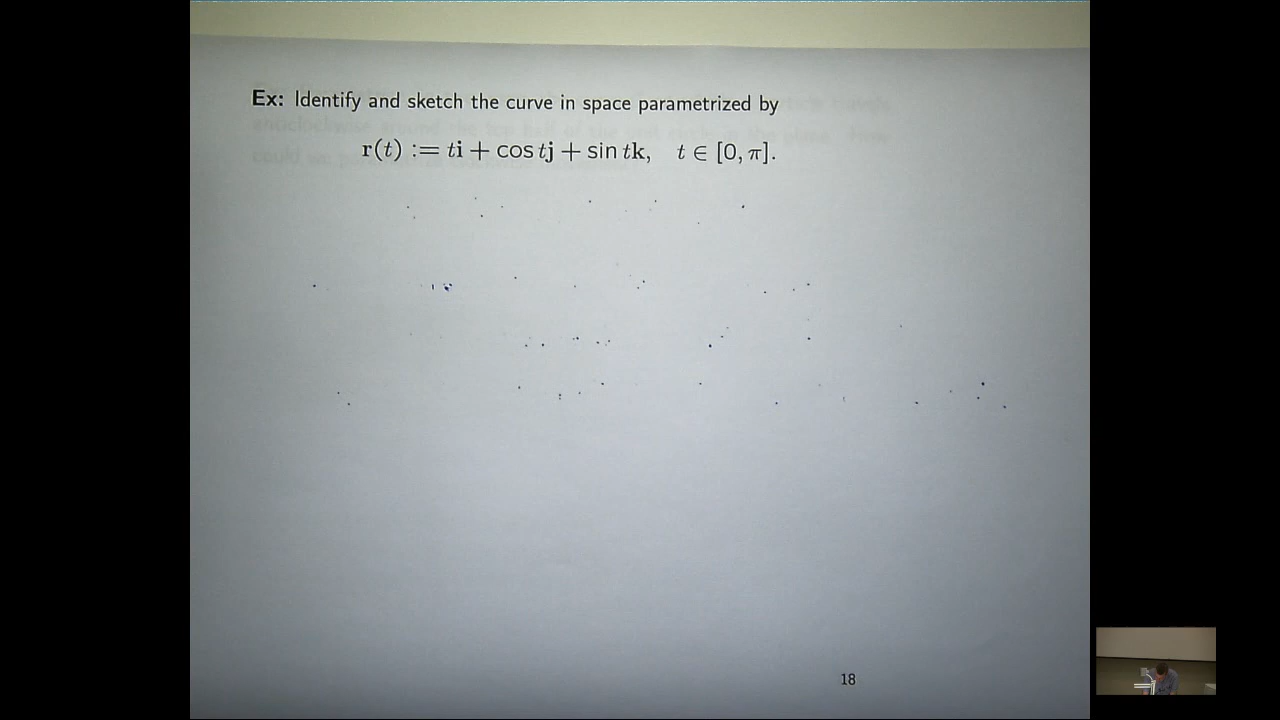 Ex: Identify and sketch the curve in space parametrized by
r(t) := ti + cos tj + sin tk, t ∈ [0, π].
18